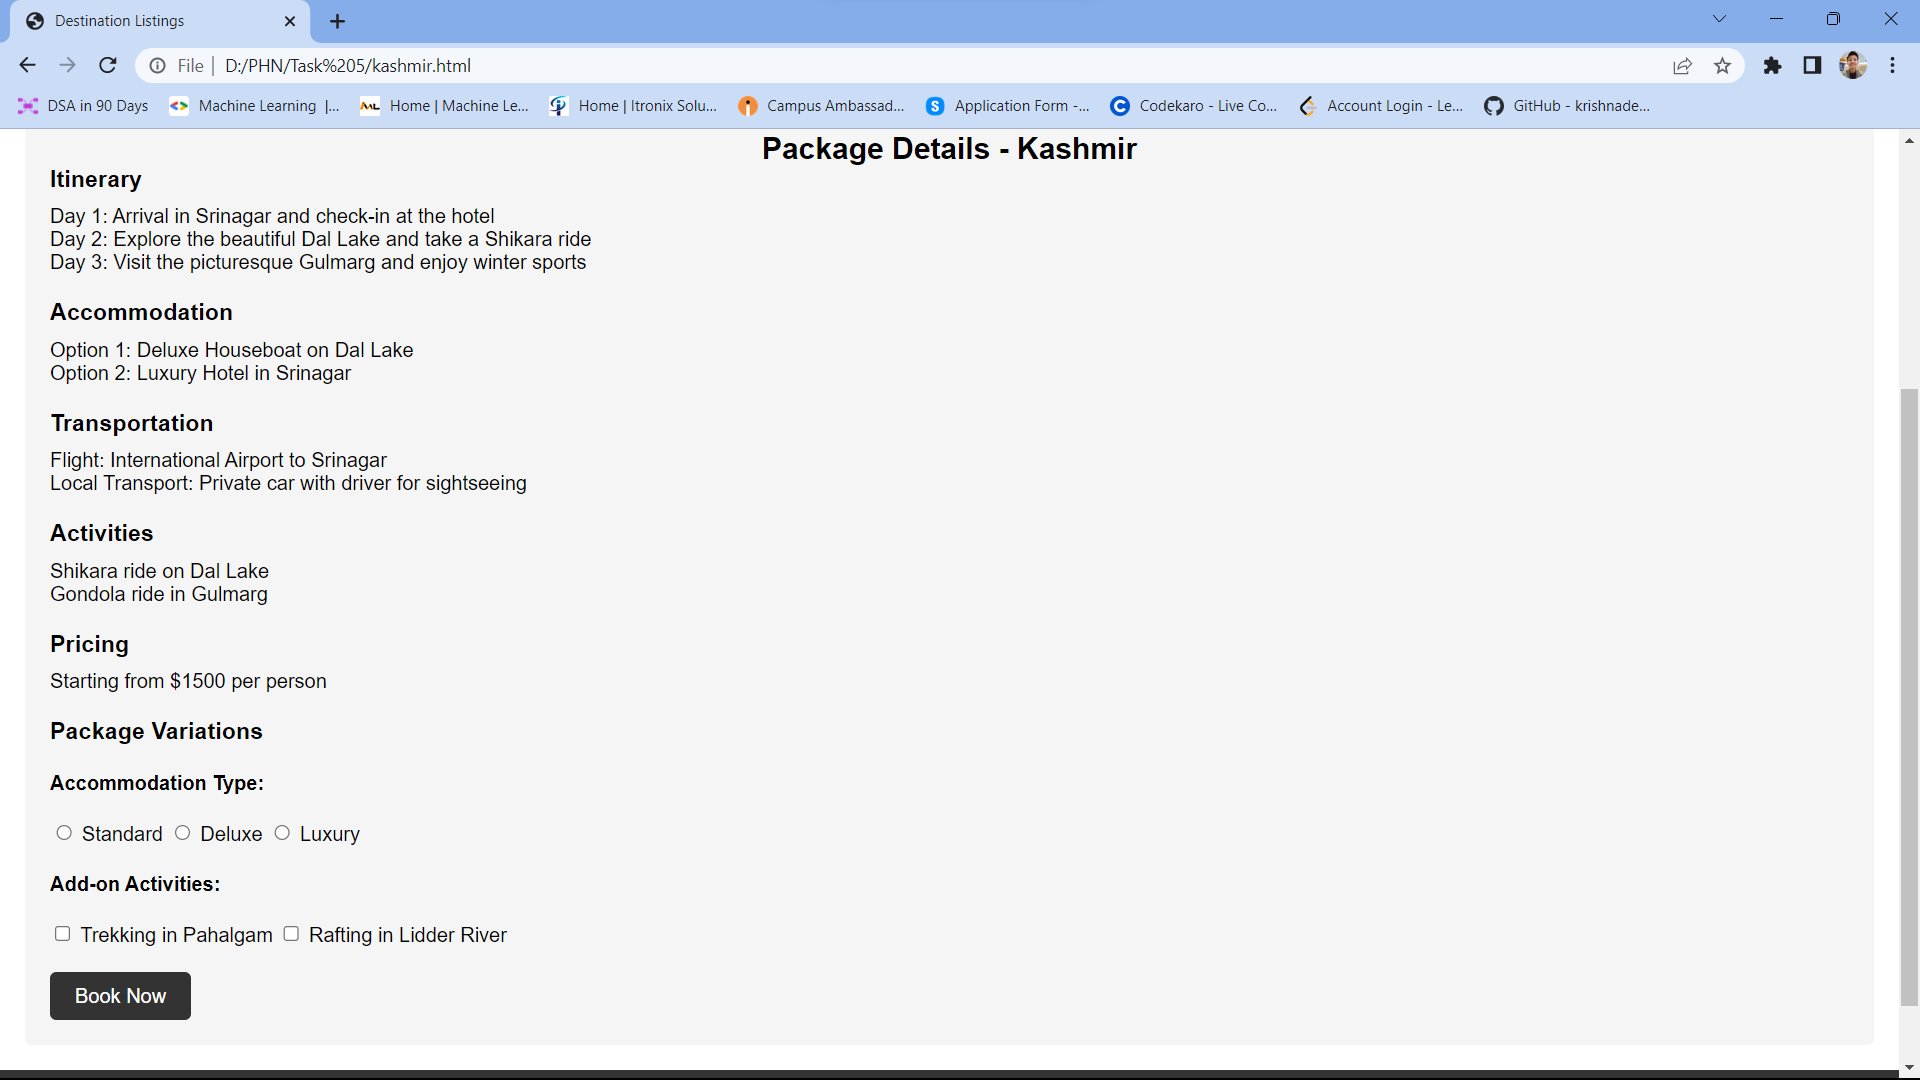 Destination Listings
File | D:/PHN/Task%205/kashmir.html
DSA in 90 Days
Machine Learning |...
Home | Machine Le...
Home | Itronix Solu...
Campus Ambassad...
Application Form -...
Codekaro - Live Co...
Account Login - Le...
GitHub - krishnade...
Package Details - Kashmir
Itinerary
Day 1: Arrival in Srinagar and check-in at the hotel
Day 2: Explore the beautiful Dal Lake and take a Shikara ride
Day 3: Visit the picturesque Gulmarg and enjoy winter sports
Accommodation
Option 1: Deluxe Houseboat on Dal Lake
Option 2: Luxury Hotel in Srinagar
Transportation
Flight: International Airport to Srinagar
Local Transport: Private car with driver for sightseeing
Activities
Shikara ride on Dal Lake
Gondola ride in Gulmarg
Pricing
Starting from $1500 per person
Package Variations
Accommodation Type:
Standard Deluxe Luxury
Add-on Activities:
Trekking in Pahalgam Rafting in Lidder River
Book Now